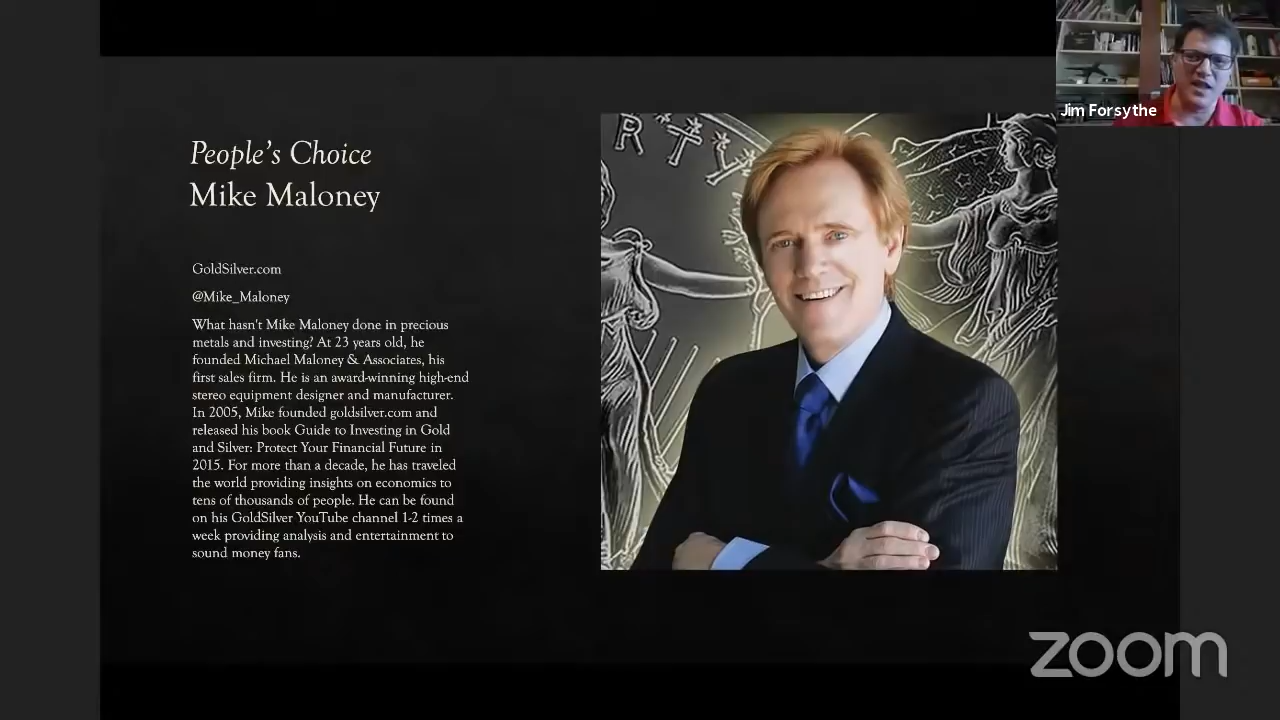 Jim Forsythe
People's Choice
Mike Maloney
GoldSilver.com
@Mike_Maloney
What hasn't Mike Maloney done in precious
metals and investing? At 23 years old, he
founded Michael Maloney & Associates, his
first sales firm. He is an award-winning high-end
stereo equipment designer and manufacturer.
In 2005, Mike founded goldsilver.com and
released his book Guide to Investing in Gold
and Silver: Protect Your Financial Future in
2015. For more than a decade, he has traveled
the world providing insights on economics to
tens of thousands of people. He can be found
on his GoldSilver YouTube channel 1-2 times a
week providing analysis and entertainment to
sound money fans.
R T Y
zoom